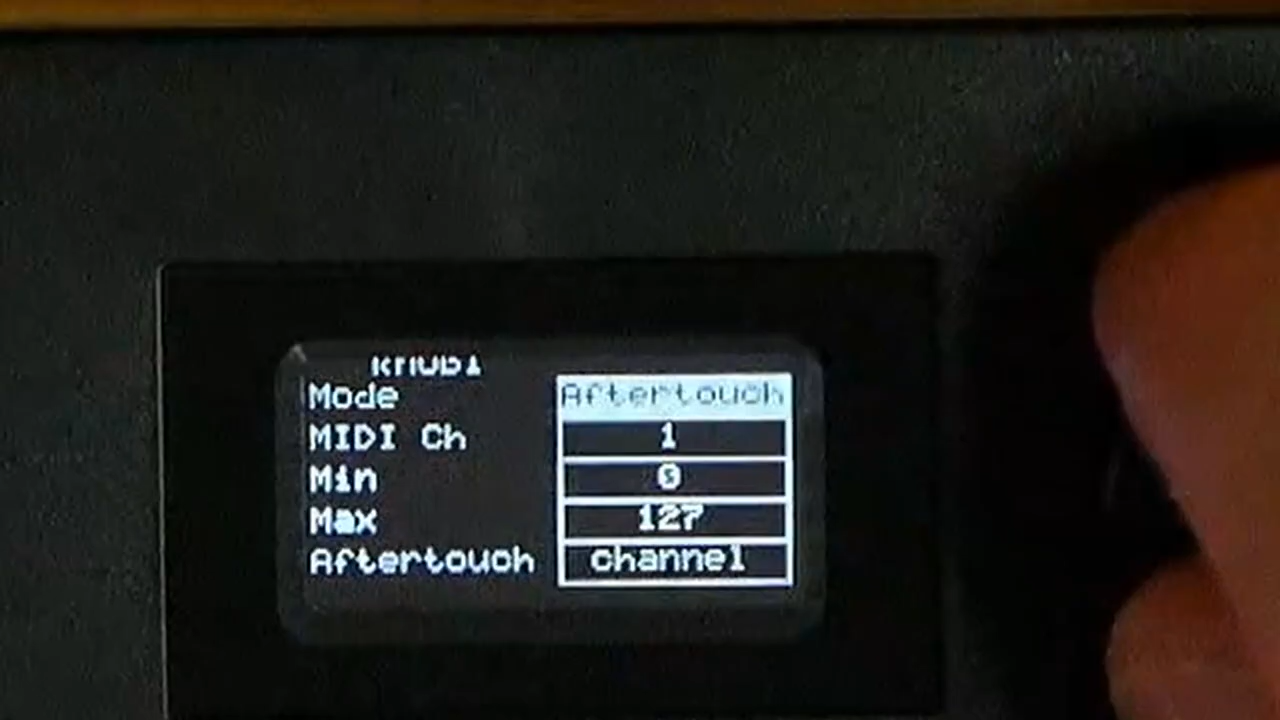 Knob1
Mode Aftertouch
MIDI Ch 1
Min 0
Max 127
Aftertouch channel